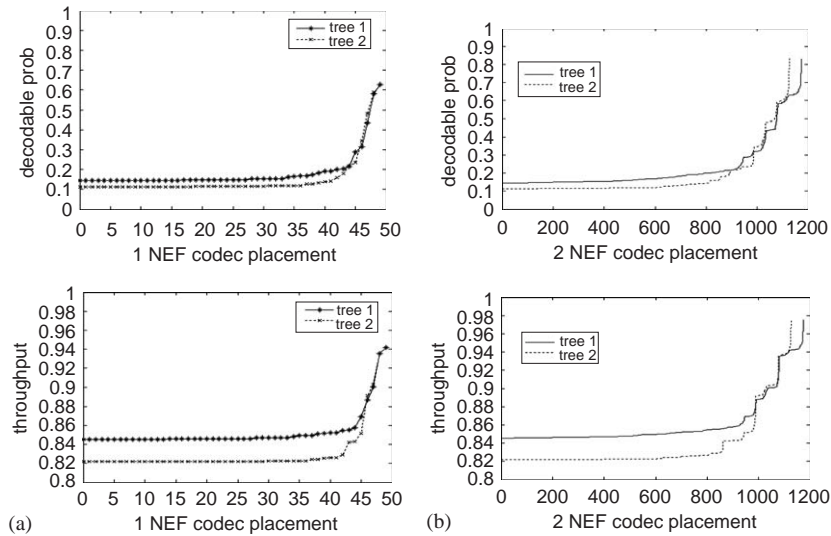 1
0.9
0.8
0.7
0.6
0.5
0.4
0.3
0.2
0.1
0
decodable prob
tree 1
tree 2
0 5 10 15 20 25 30 35 40 45 50
1 NEF codec placement
1
0.9
0.8
0.7
0.6
0.5
0.4
0.3
0.2
0.1
0
decodable prob
tree 1
tree 2
0 200 400 600 800 1000 1200
2 NEF codec placement
1
0.98
0.96
0.94
0.92
0.9
0.88
0.86
0.84
0.82
0.8
throughput
tree 1
tree 2
0 5 10 15 20 25 30 35 40 45 50
(a)
1 NEF codec placement
1
0.98
0.96
0.94
0.92
0.9
0.88
0.86
0.84
0.82
0.8
throughput
tree 1
tree 2
0 200 400 600 800 1000 1200
(b)
2 NEF codec placement